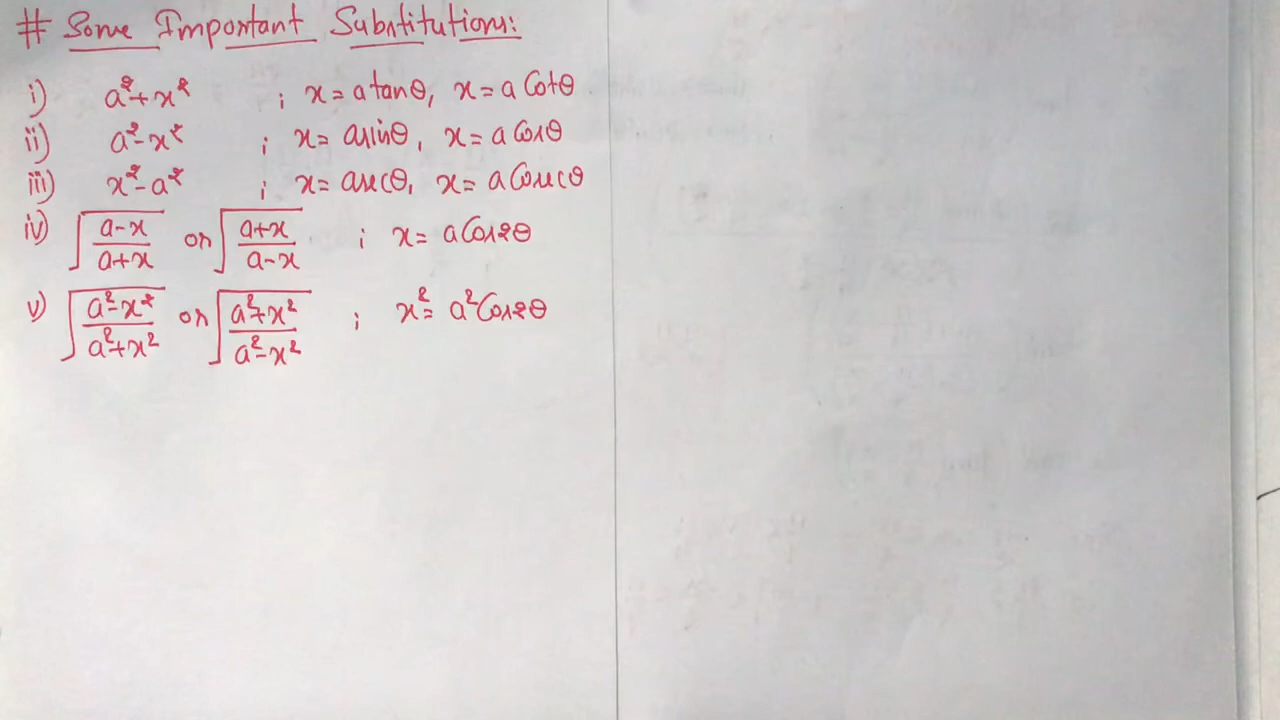 # Some Important Substitutions:
i) a²+x² ; x = a tanθ, x = a Cotθ
ii) a²-x² ; x = a sinθ, x = a Cosθ
iii) x²-a² ; x = a secθ, x = a Cosecθ
iv) √((a-x)/(a+x)) or √((a+x)/(a-x)) ; x = a Cos2θ
v) √((a²-x²)/(a²+x²)) or √((a²+x²)/(a²-x²)) ; x² = a² Cos2θ